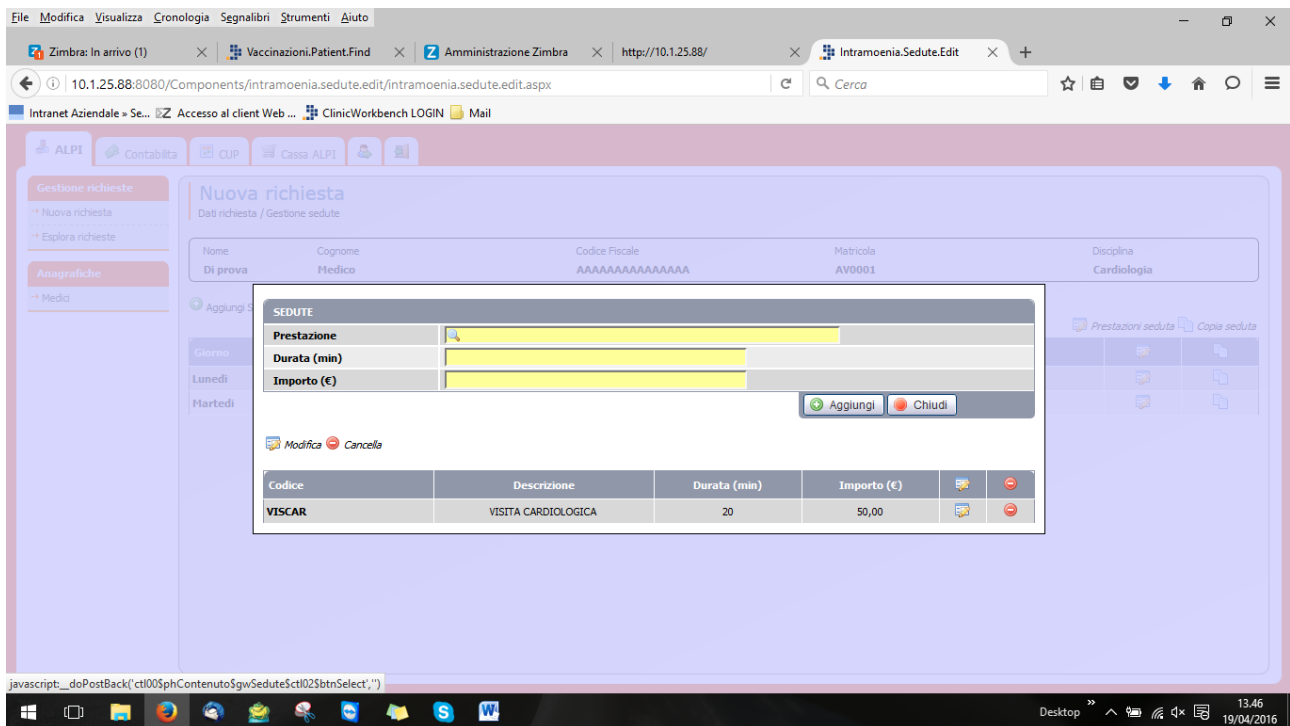 File Modifica Visualizza Cronologia Segnalibri Strumenti Aiuto
Zimbra: In arrivo (1) Vaccinazioni.Patient.Find Amministrazione Zimbra http://10.1.25.88/ Intramoenia.Sedute.Edit
10.1.25.88:8080/Components/intramoenia.sedute.edit/intramoenia.sedute.edit.aspx Cerca
Intranet Aziendale » Se... Accesso al client Web ... ClinicWorkbench LOGIN Mail
ALPI Contabilita CUP Cassa ALPI
Gestione richieste
Nuova richiesta
Esplora richieste
Anagrafiche
Medici
Nuova richiesta
Dati richiesta / Gestione sedute
Nome Cognome Codice Fiscale Matricola Disciplina
Di prova Medico AAAAAAAAAAAAAAA AV0001 Cardiologia
Aggiungi S
Prestazioni seduta Copia seduta
Giorno
Lunedì
Martedì
SEDUTE
Prestazione
Durata (min)
Importo (€)
Aggiungi Chiudi
Modifica Cancella
Codice Descrizione Durata (min) Importo (€)
VISCAR VISITA CARDIOLOGICA 20 50,00
javascript:__doPostBack('ctl00$phContenuto$gwSedute$ctl02$btnSelect','')
Desktop 13.46
19/04/2016